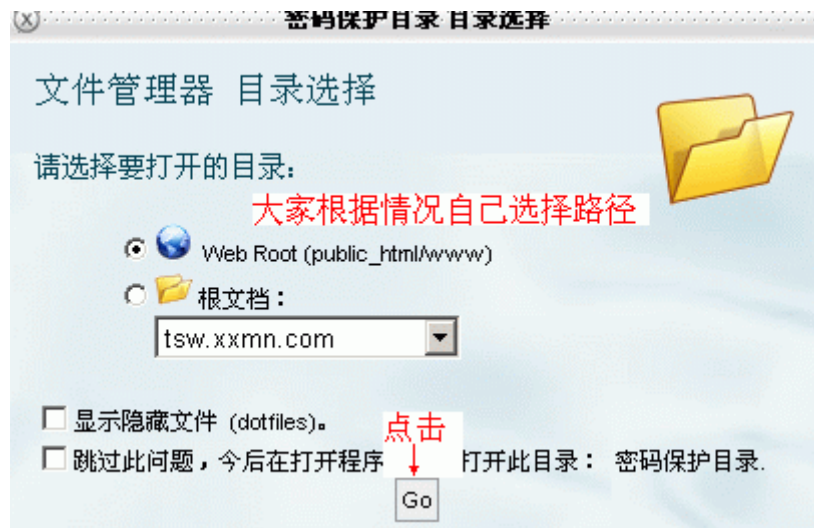 密码保护目录 目录选择
文件管理器 目录选择
请选择要打开的目录:
大家根据情况自己选择路径
Web Root (public_html/www)
根文档:
tsw.xxmn.com
显示隐藏文件 (dotfiles)。
点击
跳过此问题,今后在打开程序 打开此目录: 密码保护目录.
Go